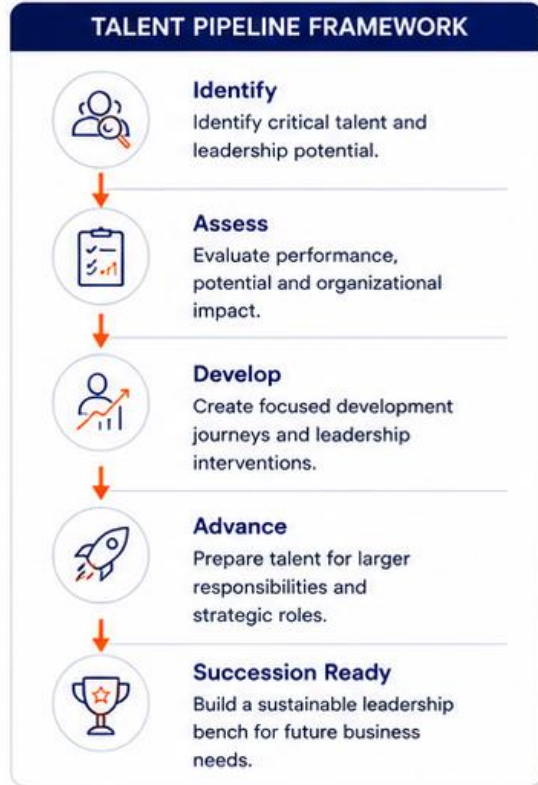 TALENT PIPELINE FRAMEWORK
Identify
Identify critical talent and
leadership potential.
Assess
Evaluate performance,
potential and organizational
impact.
Develop
Create focused development
journeys and leadership
interventions.
Advance
Prepare talent for larger
responsibilities and
strategic roles.
Succession Ready
Build a sustainable leadership
bench for future business
needs.